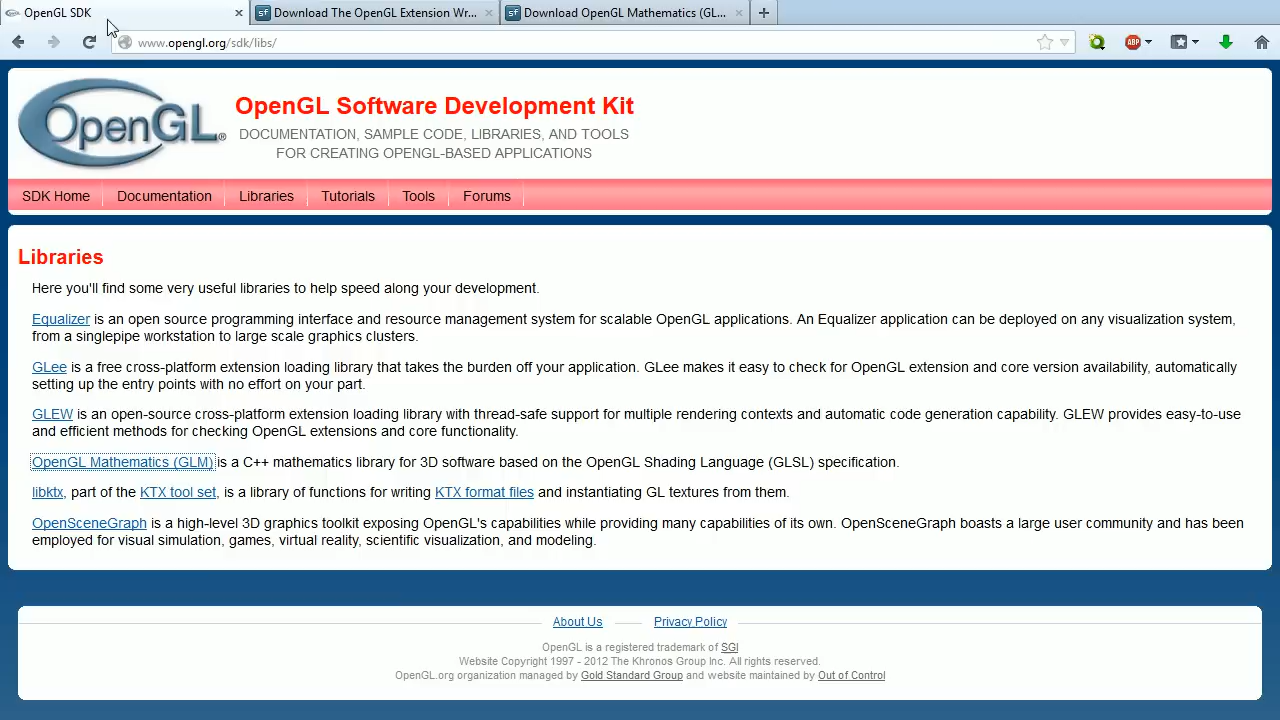 OpenGL SDK
Download The OpenGL Extension Wr...
Download OpenGL Mathematics (GL...
www.opengl.org/sdk/libs/
ABP
OpenGL®
OpenGL Software Development Kit
DOCUMENTATION, SAMPLE CODE, LIBRARIES, AND TOOLS
FOR CREATING OPENGL-BASED APPLICATIONS
SDK Home
Documentation
Libraries
Tutorials
Tools
Forums
Libraries
Here you'll find some very useful libraries to help speed along your development.
Equalizer is an open source programming interface and resource management system for scalable OpenGL applications. An Equalizer application can be deployed on any visualization system,
from a singlepipe workstation to large scale graphics clusters.
GLee is a free cross-platform extension loading library that takes the burden off your application. GLee makes it easy to check for OpenGL extension and core version availability, automatically
setting up the entry points with no effort on your part.
GLEW is an open-source cross-platform extension loading library with thread-safe support for multiple rendering contexts and automatic code generation capability. GLEW provides easy-to-use
and efficient methods for checking OpenGL extensions and core functionality.
OpenGL Mathematics (GLM) is a C++ mathematics library for 3D software based on the OpenGL Shading Language (GLSL) specification.
libktx, part of the KTX tool set, is a library of functions for writing KTX format files and instantiating GL textures from them.
OpenSceneGraph is a high-level 3D graphics toolkit exposing OpenGL's capabilities while providing many capabilities of its own. OpenSceneGraph boasts a large user community and has been
employed for visual simulation, games, virtual reality, scientific visualization, and modeling.
About Us
Privacy Policy
OpenGL is a registered trademark of SGI
Website Copyright 1997 - 2012 The Khronos Group Inc. All rights reserved.
OpenGL.org organization managed by Gold Standard Group and website maintained by Out of Control